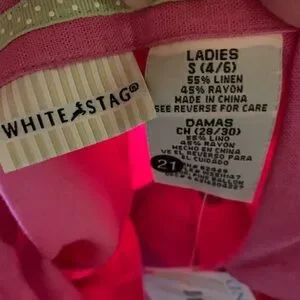 WHITE STAG®
LADIES
S (4/6)
55% LINEN
45% RAYON
MADE IN CHINA
SEE REVERSE FOR CARE
DAMAS
CH (28/30)
55% LINO
45% RAYON
HECHO EN CHINA
VE EL REVERSO PARA
EL CUIDADO
21